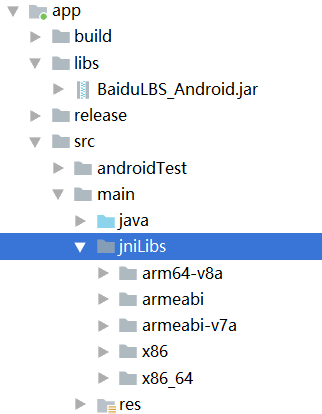 app
build
libs
BaiduLBS_Android.jar
release
src
androidTest
main
java
jniLibs
arm64-v8a
armeabi
armeabi-v7a
x86
x86_64
res